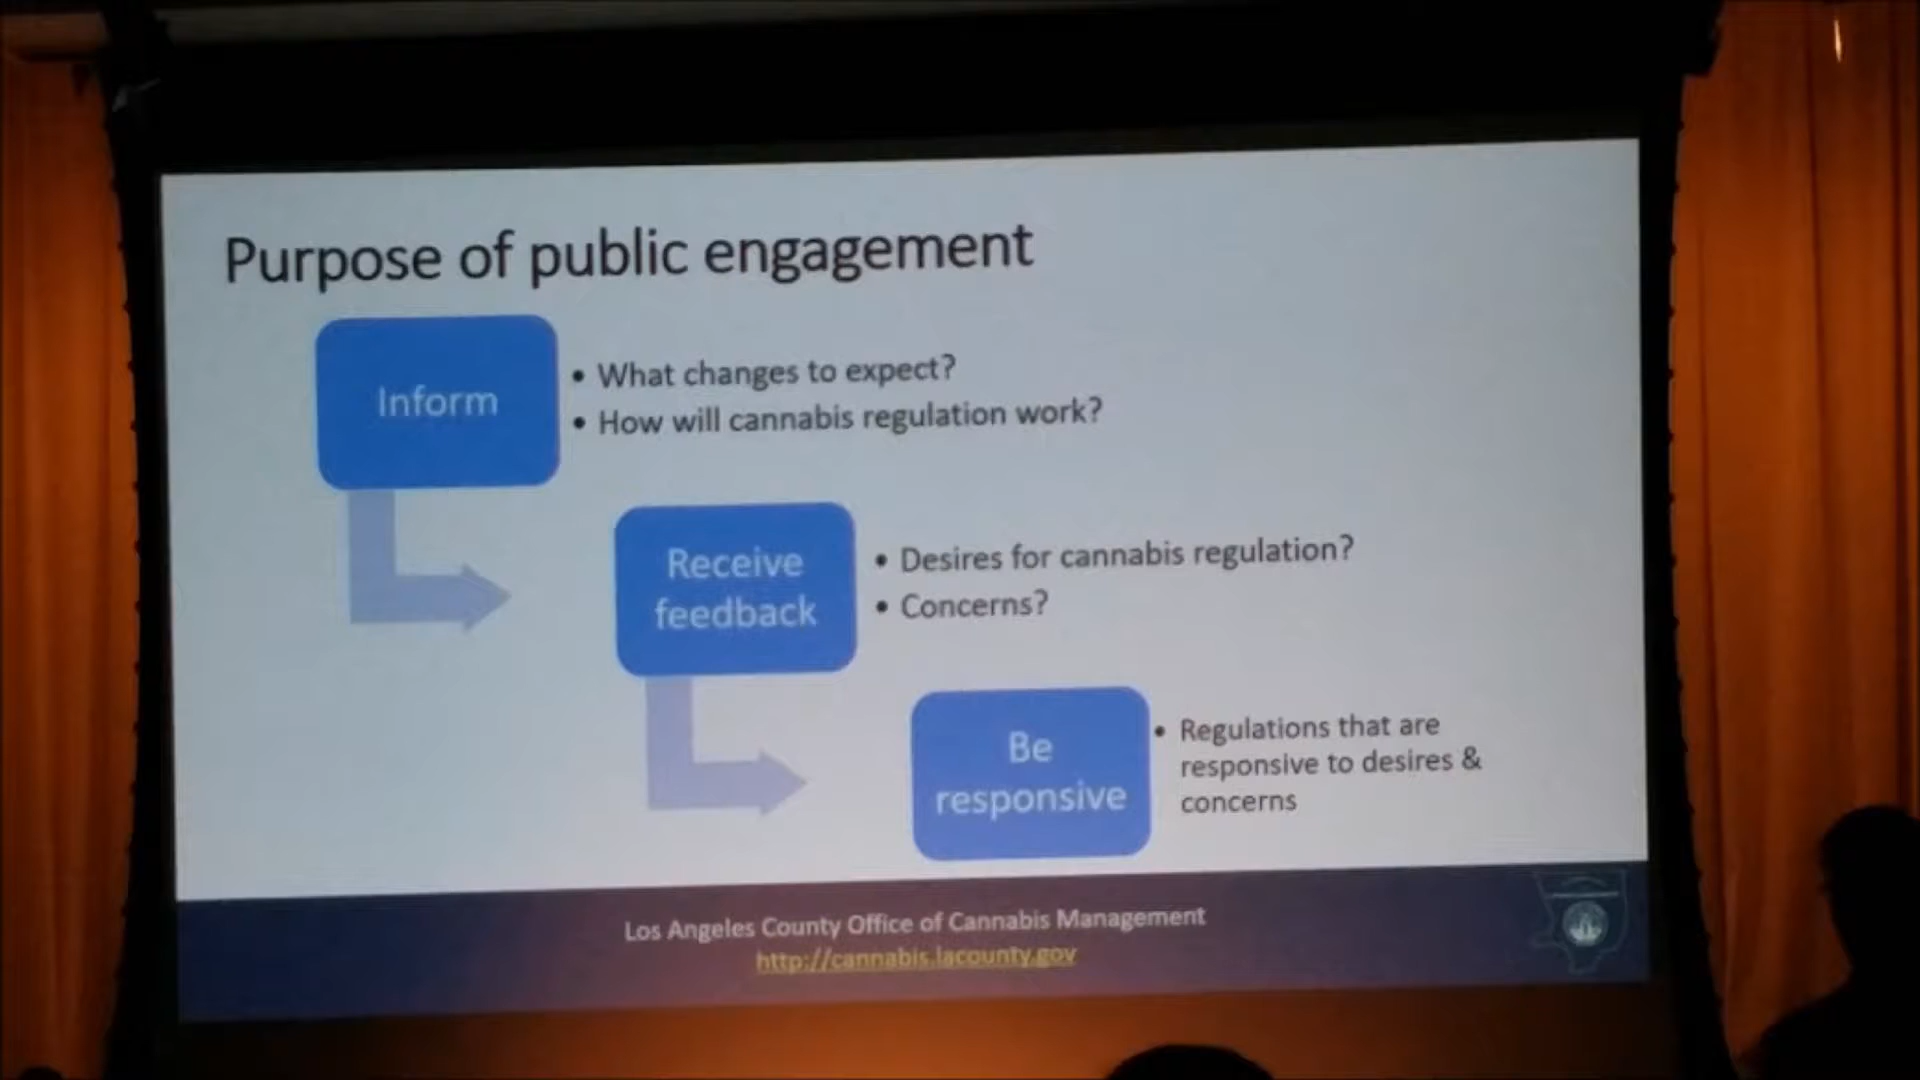 Purpose of public engagement
Inform
• What changes to expect?
• How will cannabis regulation work?
Receive
feedback
• Desires for cannabis regulation?
• Concerns?
Be
responsive
• Regulations that are
responsive to desires &
concerns
Los Angeles County Office of Cannabis Management
http://cannabis.lacounty.gov